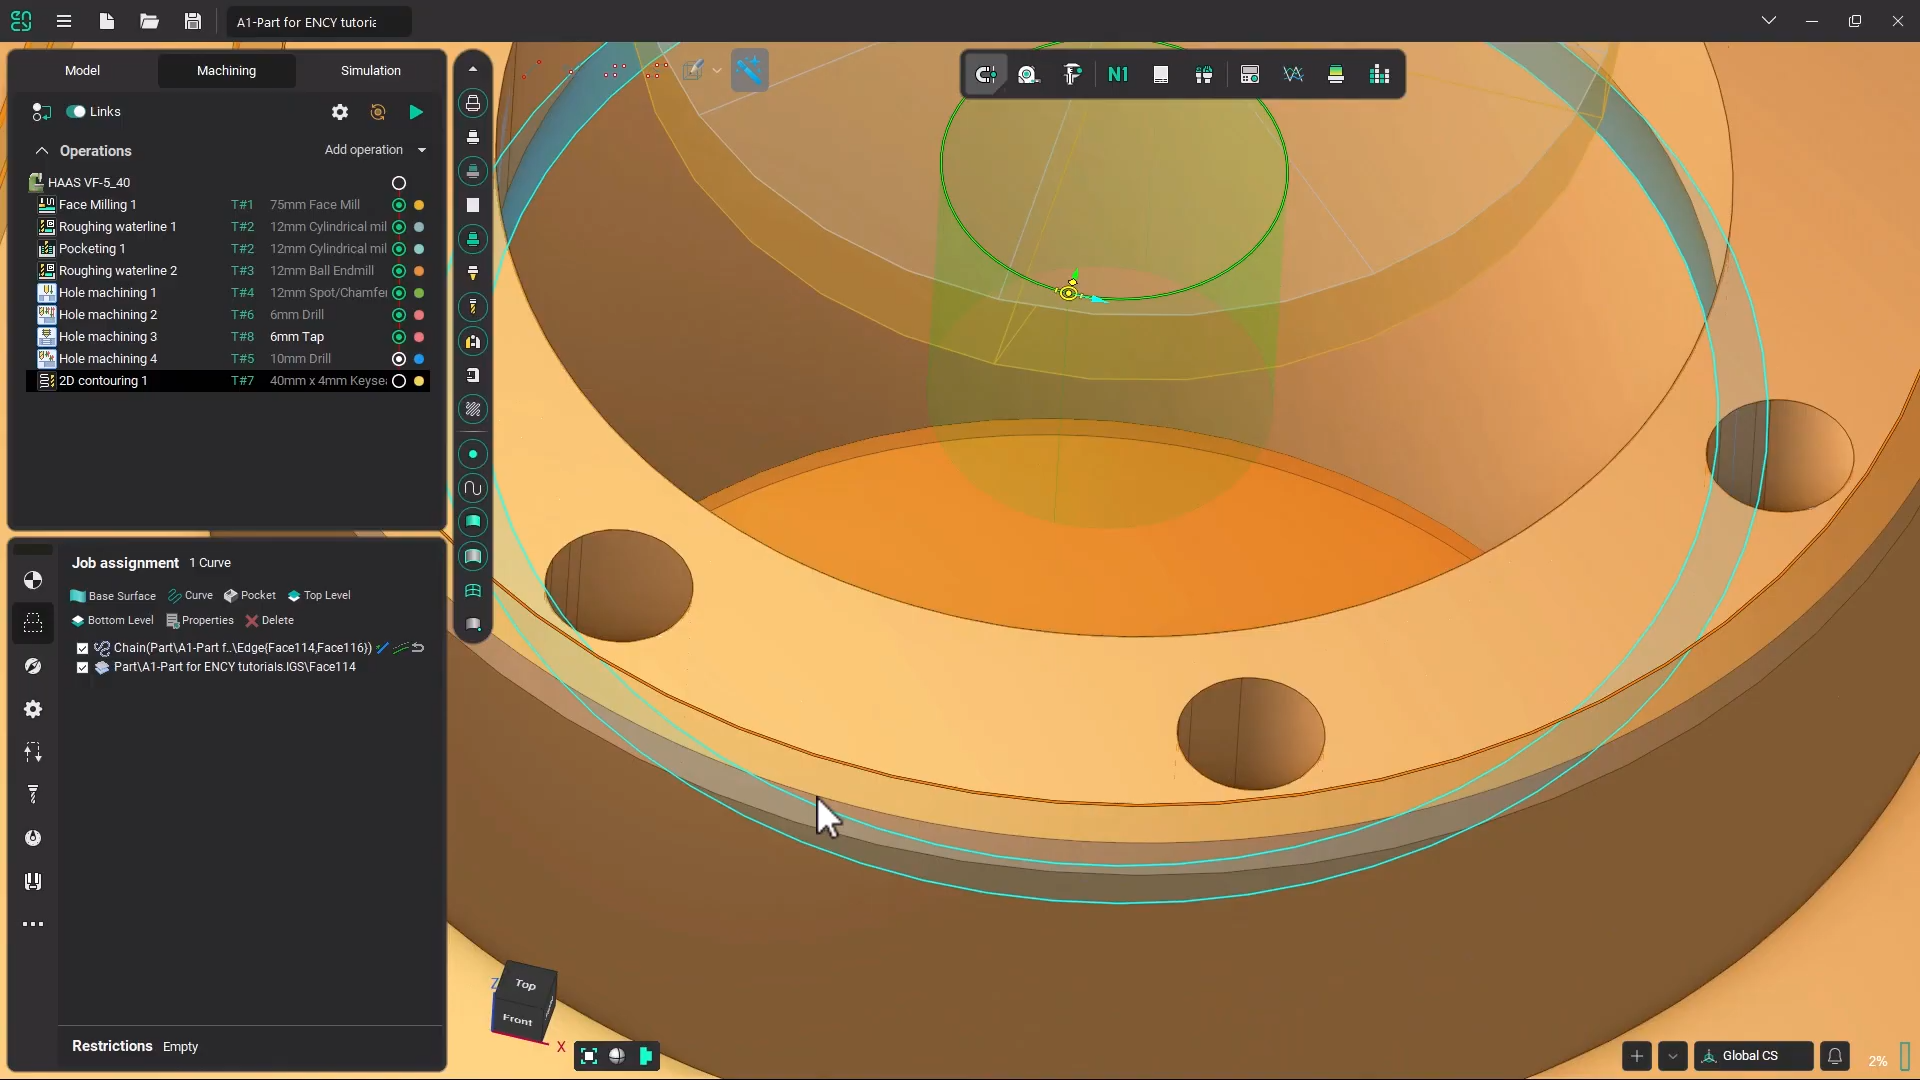 A1-Part for ENCY tutoria
Model
Machining
Simulation
N1
Links
Operations
Add operation
HAAS VF-5_40
Face Milling 1 T#1 75mm Face Mill
Roughing waterline 1 T#2 12mm Cylindrical mil
Pocketing 1 T#2 12mm Cylindrical mil
Roughing waterline 2 T#3 12mm Ball Endmill
Hole machining 1 T#4 12mm Spot/Chamfe
Hole machining 2 T#6 6mm Drill
Hole machining 3 T#8 6mm Tap
Hole machining 4 T#5 10mm Drill
2D contouring 1 T#7 40mm x 4mm Keysea
Job assignment 1 Curve
Base Surface Curve Pocket Top Level
Bottom Level Properties Delete
Chain(Part\A1-Part f..\Edge{Face114,Face116})
Part\A1-Part for ENCY tutorials.IGS\Face114
Restrictions Empty
Top
Front
Z
X
Global CS
2%